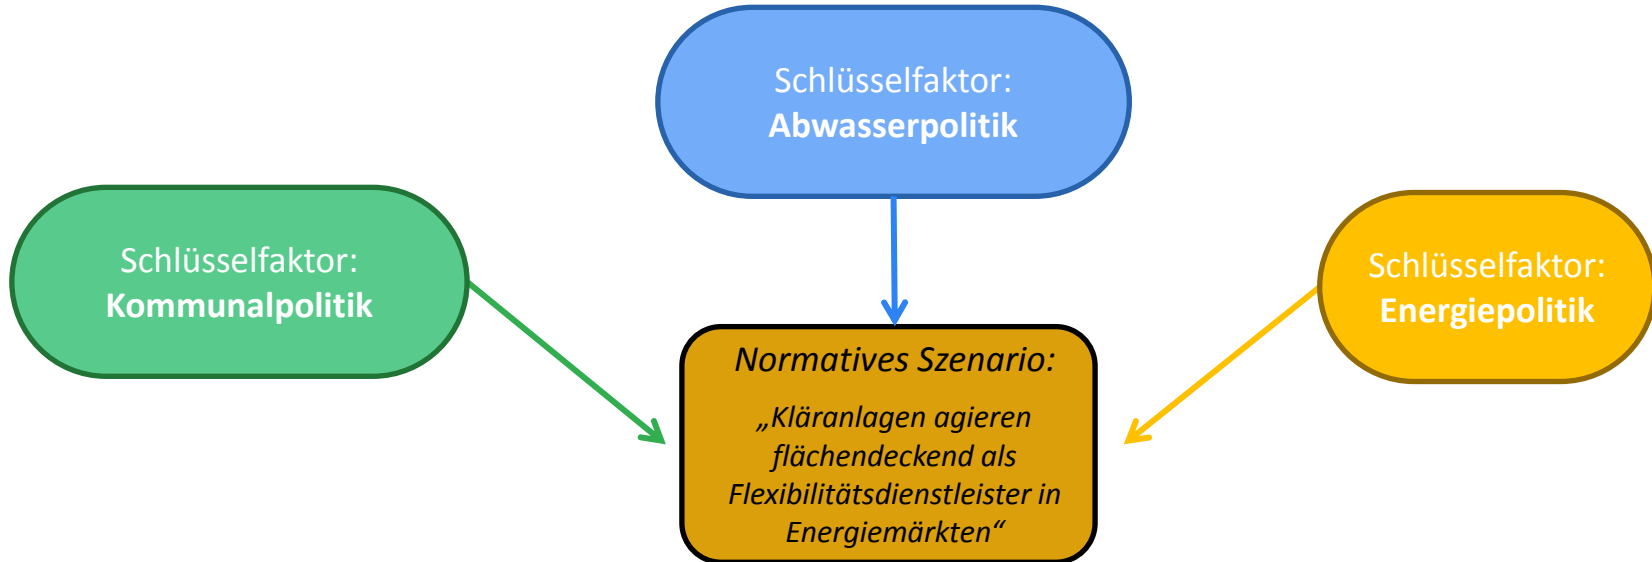 Schlüsselfaktor:
Abwasserpolitik
Schlüsselfaktor:
Kommunalpolitik
Schlüsselfaktor:
Energiepolitik
Normatives Szenario:
„Kläranlagen agieren
flächendeckend als
Flexibilitätsdienstleister in
Energiemärkten“